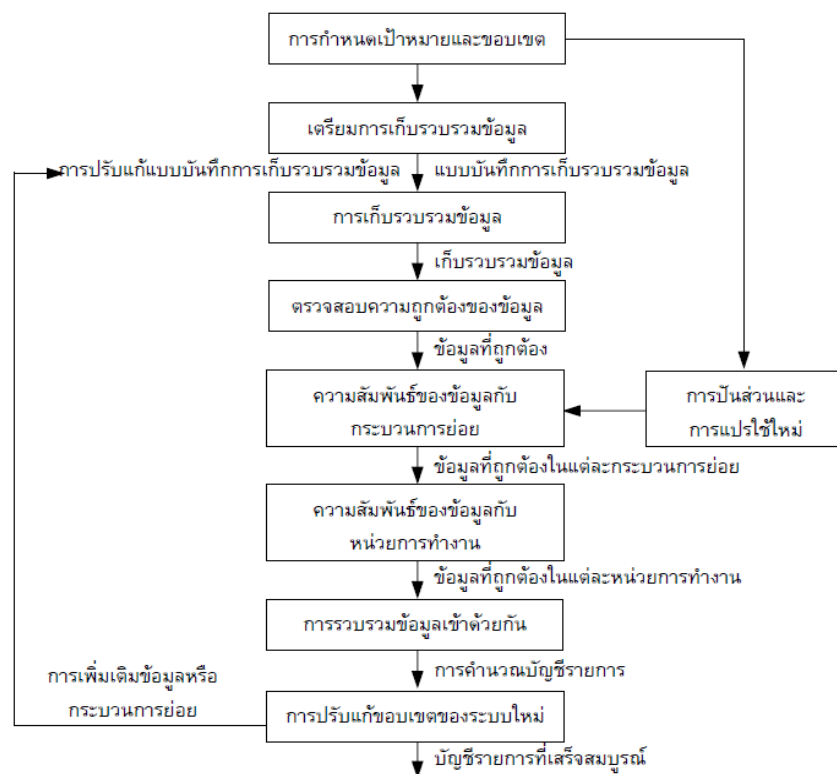 การกำหนดเป้าหมายและขอบเขต
เตรียมการเก็บรวบรวมข้อมูล
การปรับแก้แบบบันทึกการเก็บรวบรวมข้อมูล
แบบบันทึกการเก็บรวบรวมข้อมูล
การเก็บรวบรวมข้อมูล
เก็บรวบรวมข้อมูล
ตรวจสอบความถูกต้องของข้อมูล
ข้อมูลที่ถูกต้อง
ความสัมพันธ์ของข้อมูลกับ
กระบวนการย่อย
การปันส่วนและ
การแปรใช้ใหม่
ข้อมูลที่ถูกต้องในแต่ละกระบวนการย่อย
ความสัมพันธ์ของข้อมูลกับ
หน่วยการทำงาน
ข้อมูลที่ถูกต้องในแต่ละหน่วยการทำงาน
การรวบรวมข้อมูลเข้าด้วยกัน
การคำนวณบัญชีรายการ
การเพิ่มเติมข้อมูลหรือ
กระบวนการย่อย
การปรับแก้ขอบเขตของระบบใหม่
บัญชีรายการที่เสร็จสมบูรณ์